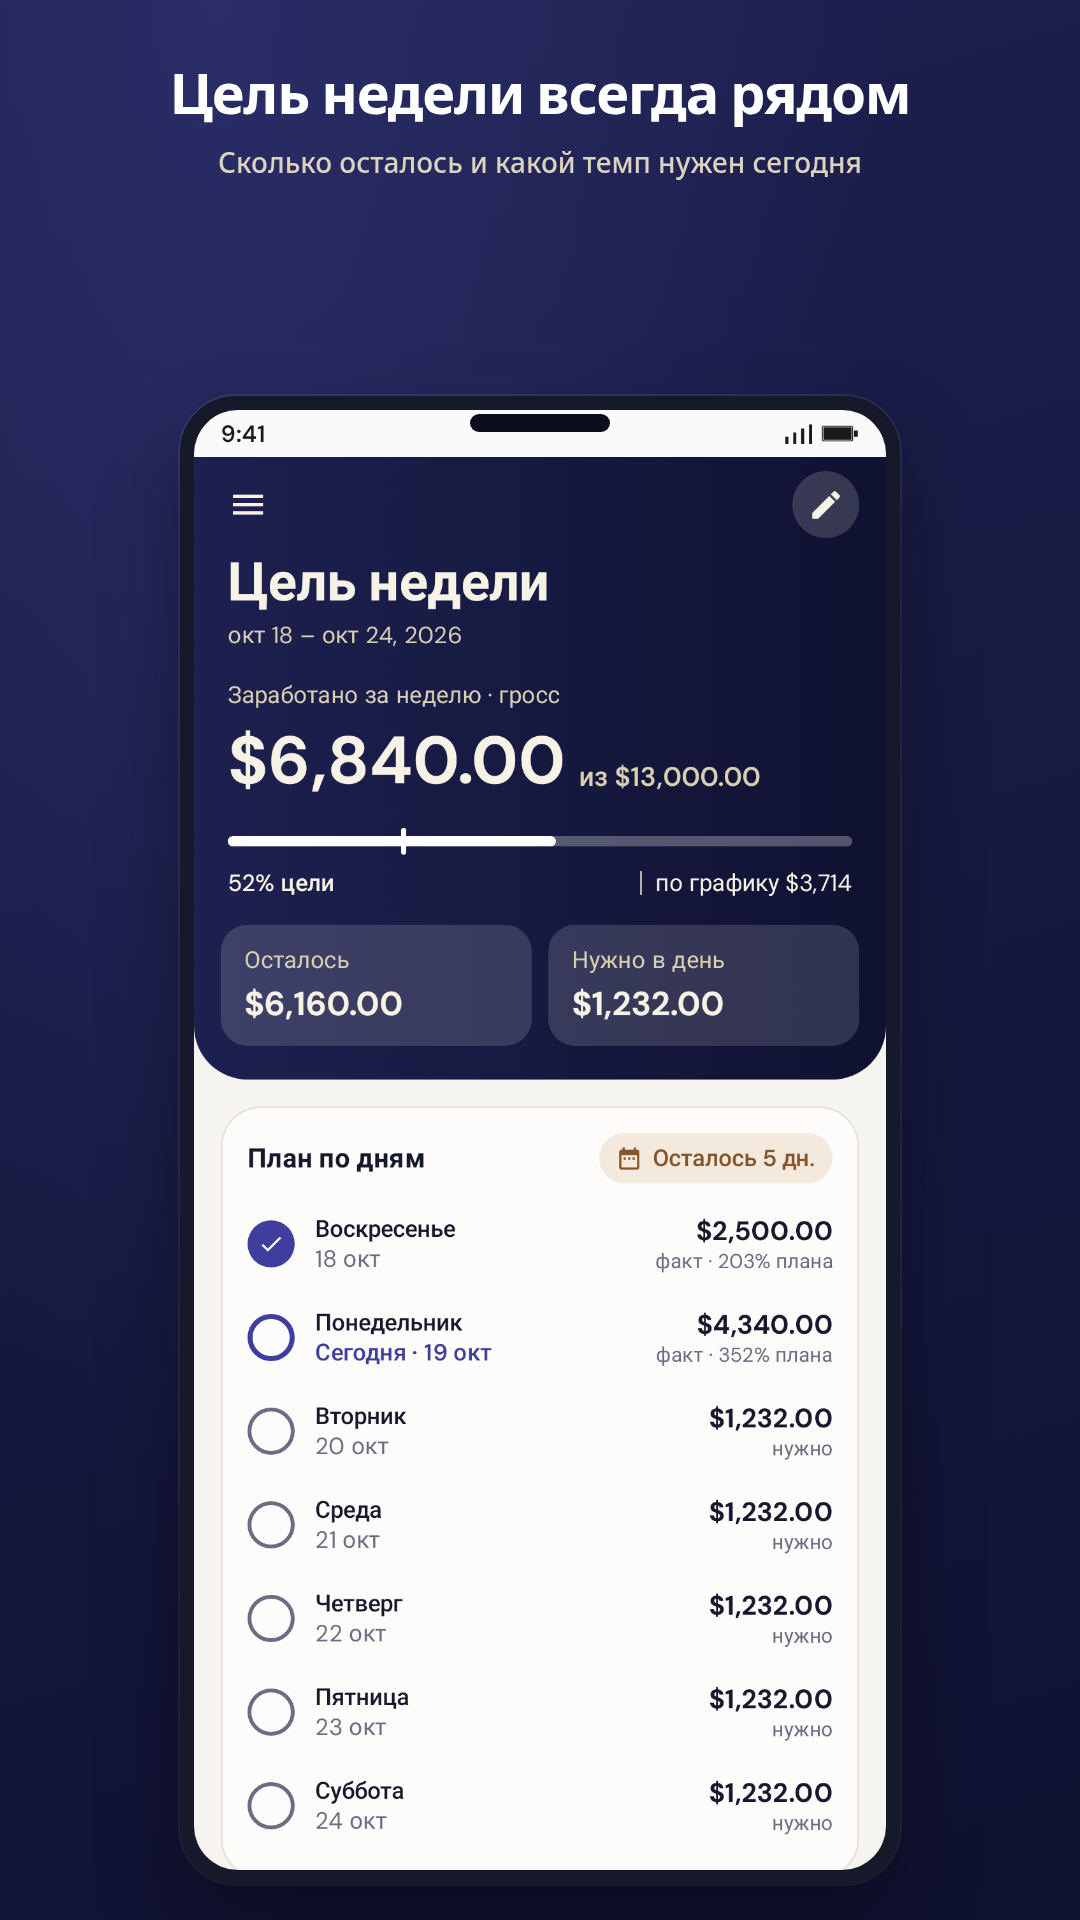 Цель недели всегда рядом
Сколько осталось и какой темп нужен сегодня
9:41
Цель недели
окт 18 – окт 24, 2026
Заработано за неделю · гросс
$6,840.00 из $13,000.00
52% цели
по графику $3,714
Осталось
$6,160.00
Нужно в день
$1,232.00
План по дням
Осталось 5 дн.
Воскресенье
18 окт
$2,500.00
факт · 203% плана
Понедельник
Сегодня · 19 окт
$4,340.00
факт · 352% плана
Вторник
20 окт
$1,232.00
нужно
Среда
21 окт
$1,232.00
нужно
Четверг
22 окт
$1,232.00
нужно
Пятница
23 окт
$1,232.00
нужно
Суббота
24 окт
$1,232.00
нужно